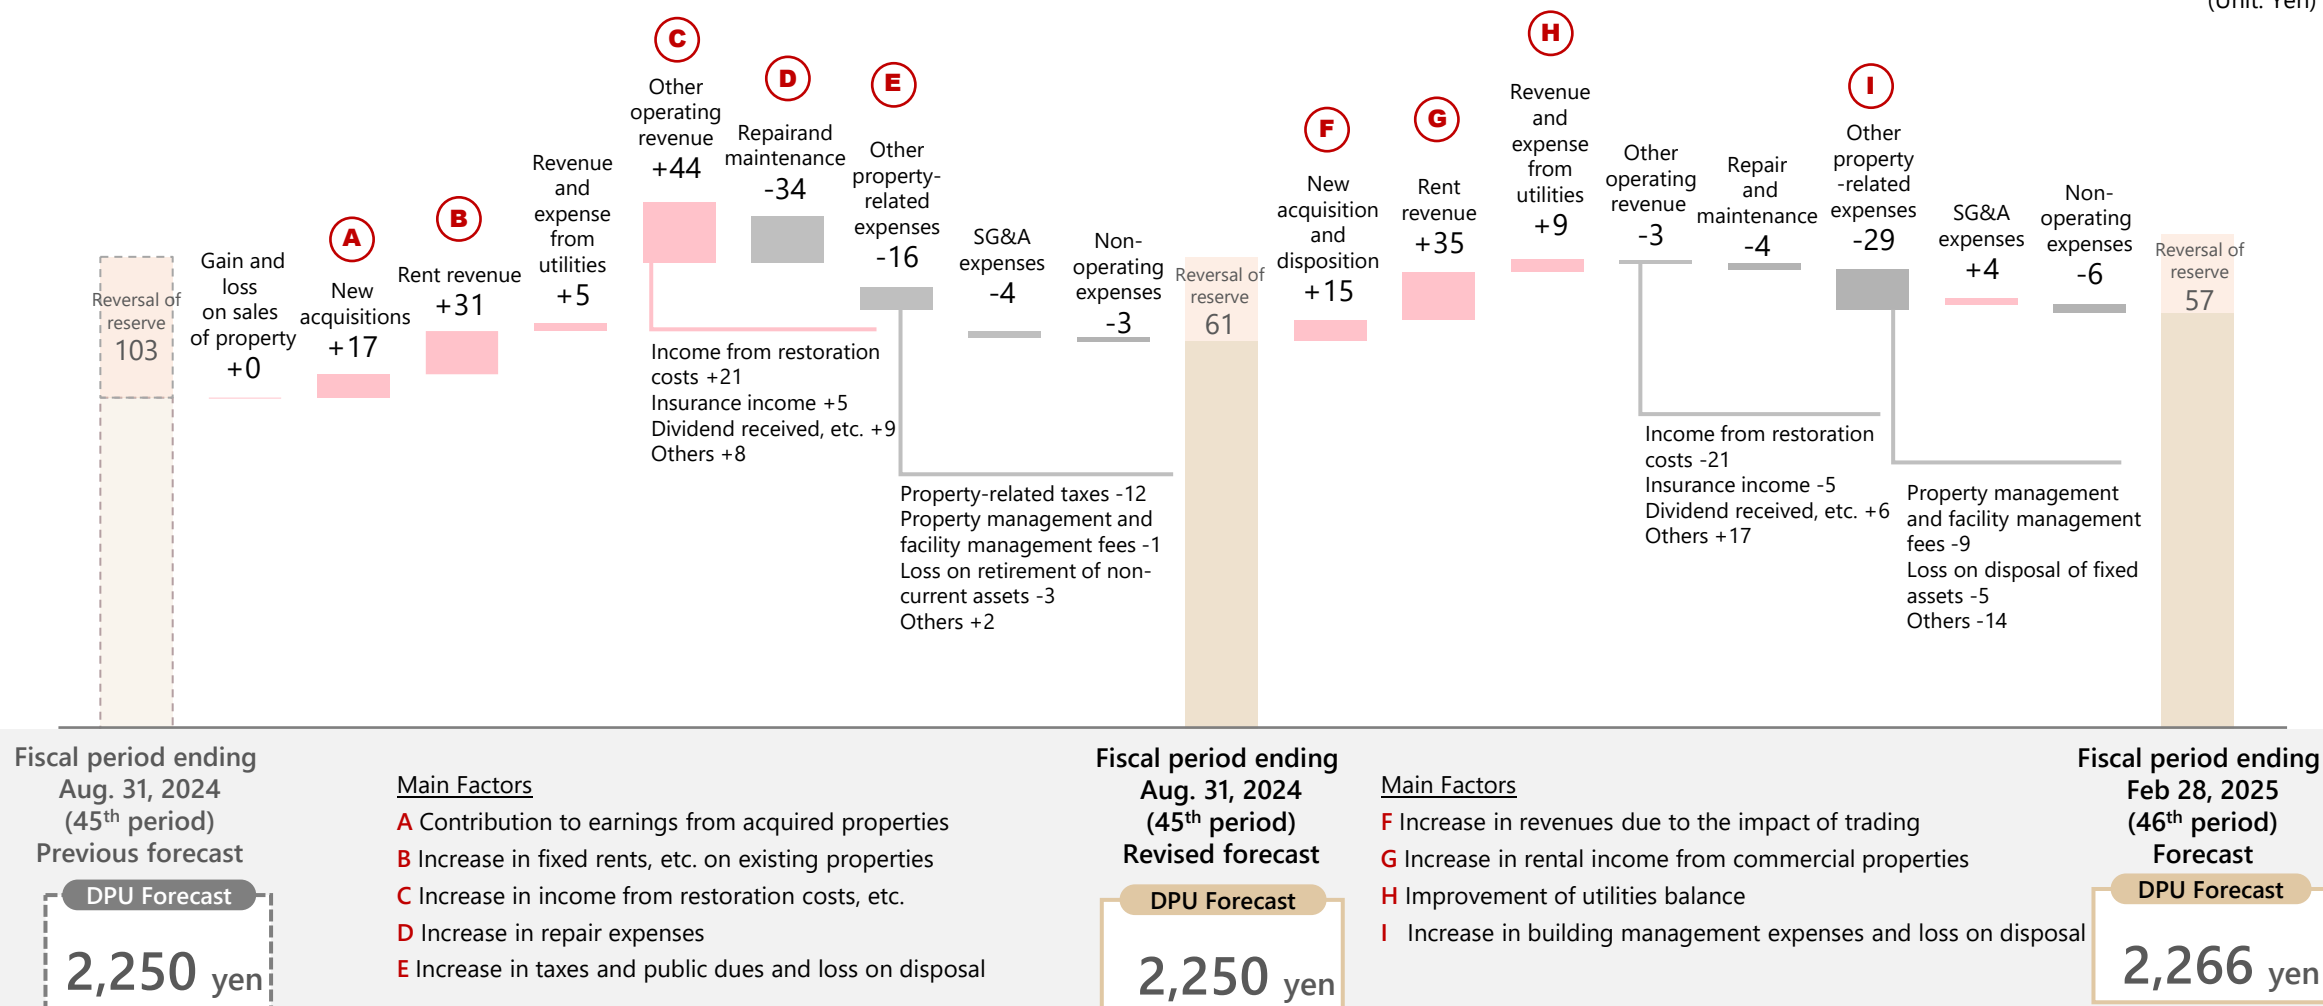 (Unit: Yen)
Reversal of
reserve
103
Gain and
loss
on sales
of property
+0
A
New
acquisitions
+17
B
Rent revenue
+31
Revenue
and
expense
from
utilities
+5
C
Other
operating
revenue
+44
Income from restoration
costs +21
Insurance income +5
Dividend received, etc. +9
Others +8
D
Repairand
maintenance
-34
E
Other
property-
related
expenses
-16
Property-related taxes -12
Property management and
facility management fees -1
Loss on retirement of non-
current assets -3
Others +2
SG&A
expenses
-4
Non-
operating
expenses
-3
Reversal of
reserve
61
F
New
acquisition
and
disposition
+15
G
Rent
revenue
+35
H
Revenue
and
expense
from
utilities
+9
Other
operating
revenue
-3
Income from restoration
costs -21
Insurance income -5
Dividend received, etc. +6
Others +17
Repair
and
maintenance
-4
I
Other
property
-related
expenses
-29
Property management
and facility management
fees -9
Loss on disposal of fixed
assets -5
Others -14
SG&A
expenses
+4
Non-
operating
expenses
-6
Reversal of
reserve
57
Fiscal period ending
Aug. 31, 2024
(45th period)
Previous forecast
DPU Forecast
2,250 yen
Main Factors
A Contribution to earnings from acquired properties
B Increase in fixed rents, etc. on existing properties
C Increase in income from restoration costs, etc.
D Increase in repair expenses
E Increase in taxes and public dues and loss on disposal
Fiscal period ending
Aug. 31, 2024
(45th period)
Revised forecast
DPU Forecast
2,250 yen
Main Factors
F Increase in revenues due to the impact of trading
G Increase in rental income from commercial properties
H Improvement of utilities balance
I Increase in building management expenses and loss on disposal
Fiscal period ending
Feb 28, 2025
(46th period)
Forecast
DPU Forecast
2,266 yen